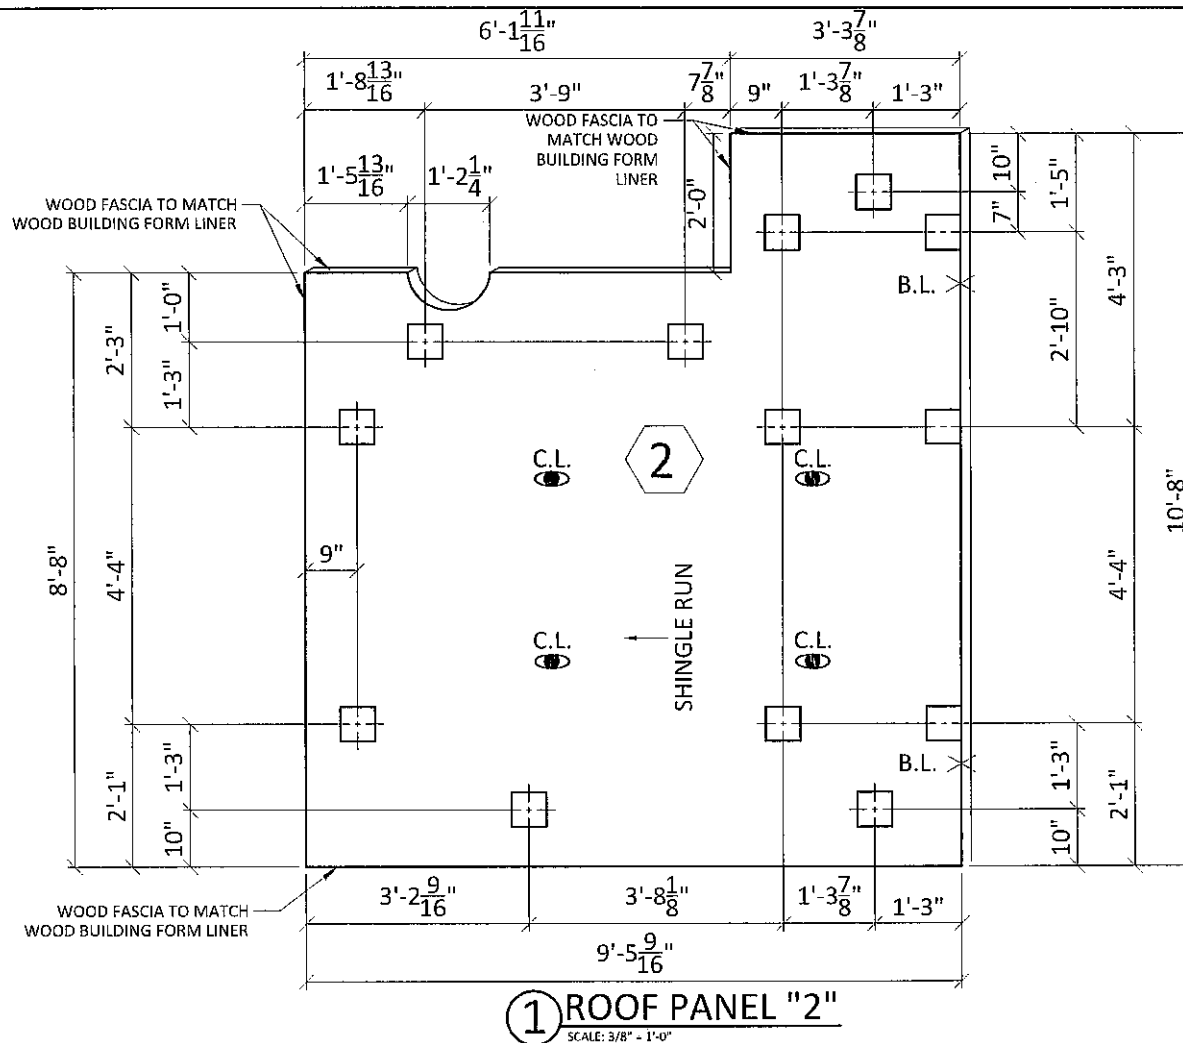 6'-1 11/16"
3'-3 7/8"
1'-8 13/16"
3'-9"
7 7/8"
9"
1'-3 7/8"
1'-3"
WOOD FASCIA TO
MATCH WOOD
BUILDING FORM
LINER
1'-5 13/16"
1'-2 1/4"
2'-0"
10"
7"
1'-5"
WOOD FASCIA TO MATCH
WOOD BUILDING FORM LINER
B.L.
4'-3"
2'-10"
1'-0"
2'-3"
1'-3"
2
C.L.
C.L.
10'-8"
9"
8'-8"
4'-4"
4'-4"
SHINGLE RUN
C.L.
C.L.
B.L.
1'-3"
2'-1"
10"
1'-3"
2'-1"
10"
3'-2 9/16"
3'-8 1/8"
1'-3 7/8"
1'-3"
WOOD FASCIA TO MATCH
WOOD BUILDING FORM LINER
9'-5 9/16"
1 ROOF PANEL "2"
SCALE: 3/8" = 1'-0"